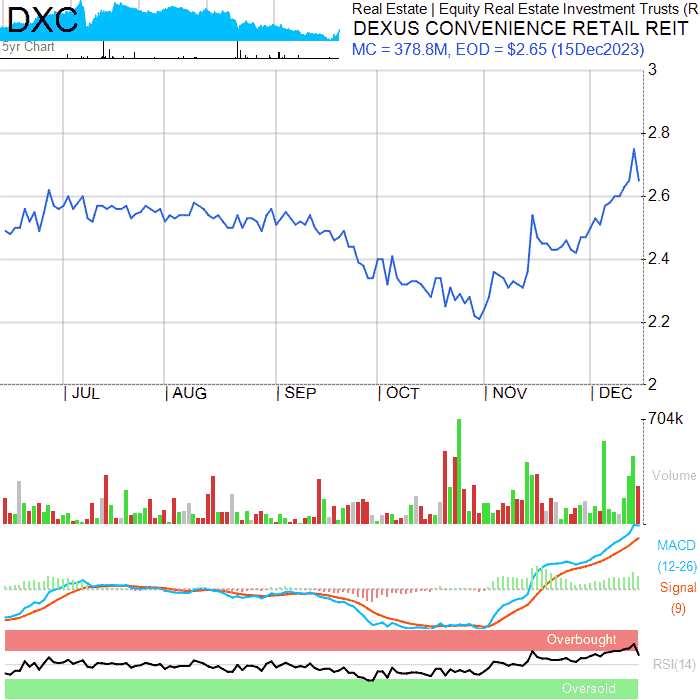 DXC
5yr Chart
Real Estate | Equity Real Estate Investment Trusts (R
DEXUS CONVENIENCE RETAIL REIT
MC = 378.8M, EOD = $2.65 (15Dec2023)
3
2.8
2.6
2.4
2.2
2
JUL AUG SEP OCT NOV DEC
704k
Volume
MACD
(12-26)
Signal
(9)
Overbought
RSI(14)
Oversold